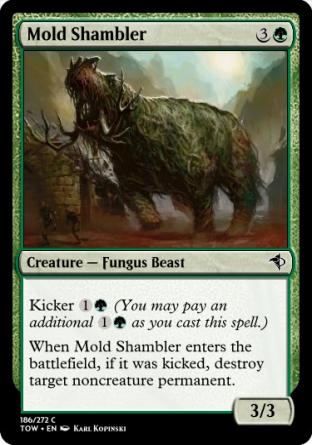 Mold Shambler 3
Creature — Fungus Beast
Kicker 1 (You may pay an
additional 1 as you cast this spell.)
When Mold Shambler enters the
battlefield, if it was kicked, destroy
target noncreature permanent.
3/3
186/272 C
TOW • EN Karl Kopinski